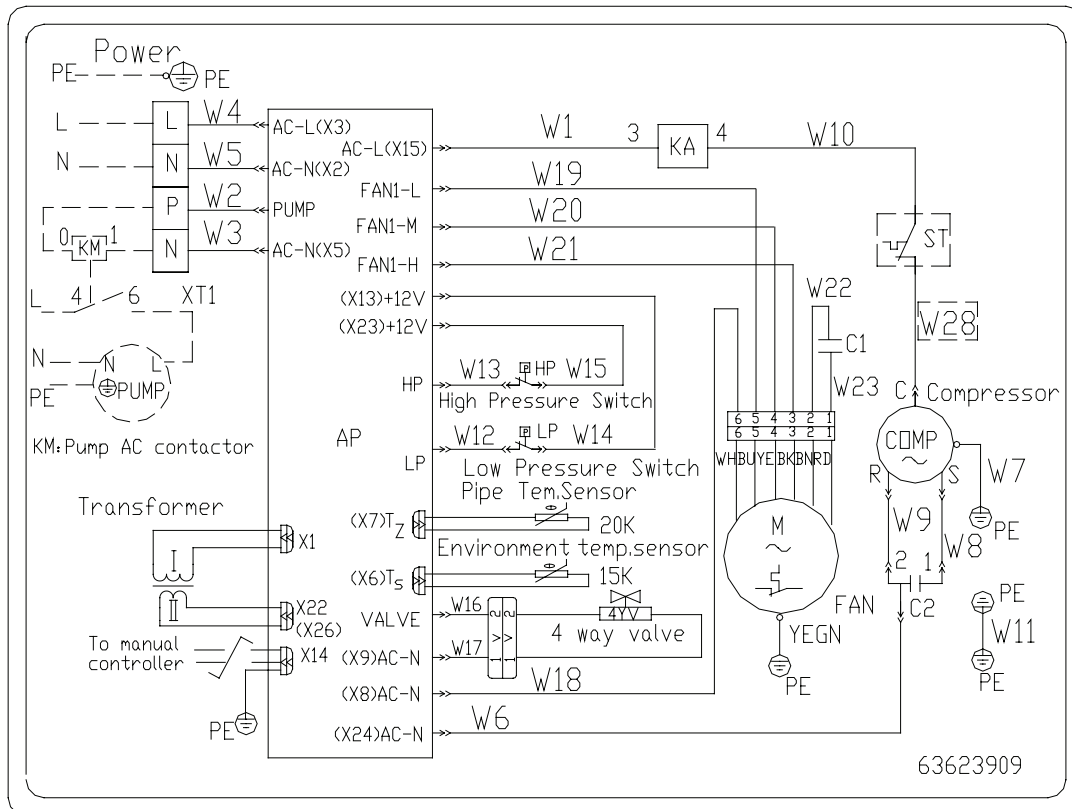 Power
PE PE
L L W4 AC-L(X3)
N N W5 AC-N(X2)
P W2 PUMP
0 KM 1 N W3 AC-N(X5)
L 4 6 XT1
N N L
PE PUMP
KM:Pump AC contactor
Transformer
I X1
II X22
(X26)
To manual
controller
X14
PE
AP
AC-L(X15) W1 3 KA 4 W10
FAN1-L W19
FAN1-M W20
FAN1-H W21
(X13)+12V
(X23)+12V
HP W13 P HP W15
High Pressure Switch
LP W12 P LP W14
Low Pressure Switch
Pipe Tem.Sensor
(X7)TZ 20K
Environment temp.sensor
(X6)Ts 15K
VALVE W16 2 2 4YV
4 way valve
(X9)AC-N W17 1 1
(X8)AC-N W18
(X24)AC-N W6
W22
C1
W23
6 5 4 3 2 1
6 5 4 3 2 1
WH BU YE BK BN RD
M
FAN
YEGN
PE
ST
W28
C Compressor
COMP
R S W7
PE
W9 W8
2 1
C2
PE
W11
PE
63623909